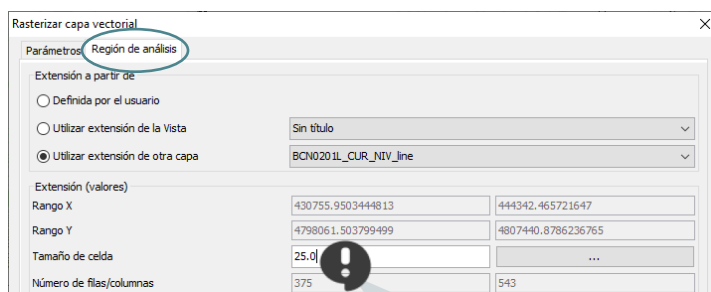 Rasterizar capa vectorial
Parámetros Región de análisis
Extensión a partir de
Definida por el usuario
Utilizar extensión de la Vista Sin título
Utilizar extensión de otra capa BCN0201L_CUR_NIV_line
Extensión (valores)
Rango X 430755.9503444813 444342.465721647
Rango Y 4798061.503799499 4807440.8786236765
Tamaño de celda 25.0 ...
Número de filas/columnas 375 543